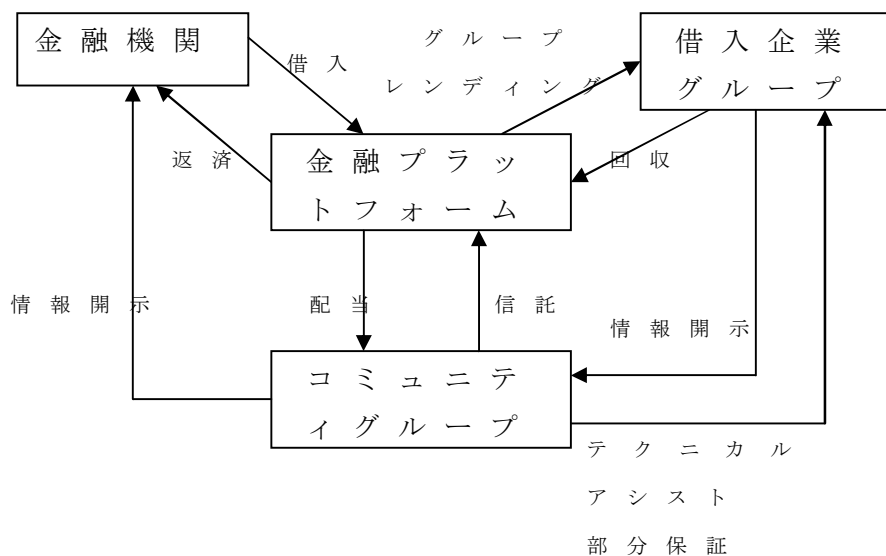 金融機関
借入
グループ
レンディング
借入企業
グループ
返済
金融プラッ
トフォーム
回収
情報開示
配当
信託
情報開示
コミュニテ
ィグループ
テクニカル
アシスト
部分保証